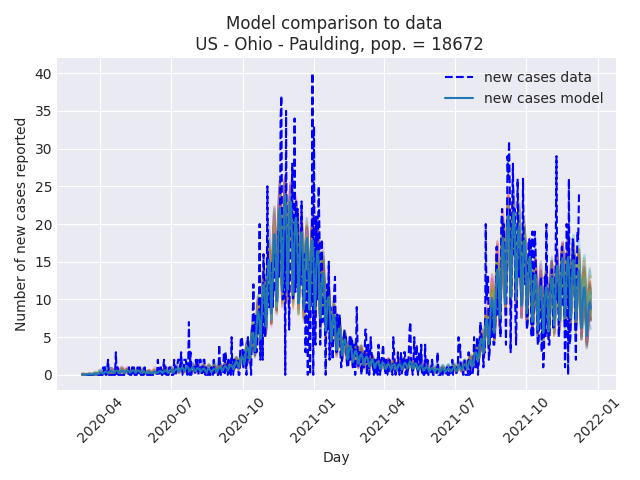 Model comparison to data
US - Ohio - Paulding, pop. = 18672
new cases data
new cases model
Number of new cases reported
40
35
30
25
20
15
10
5
0
2020-04
2020-07
2020-10
2021-01
2021-04
2021-07
2021-10
2022-01
Day